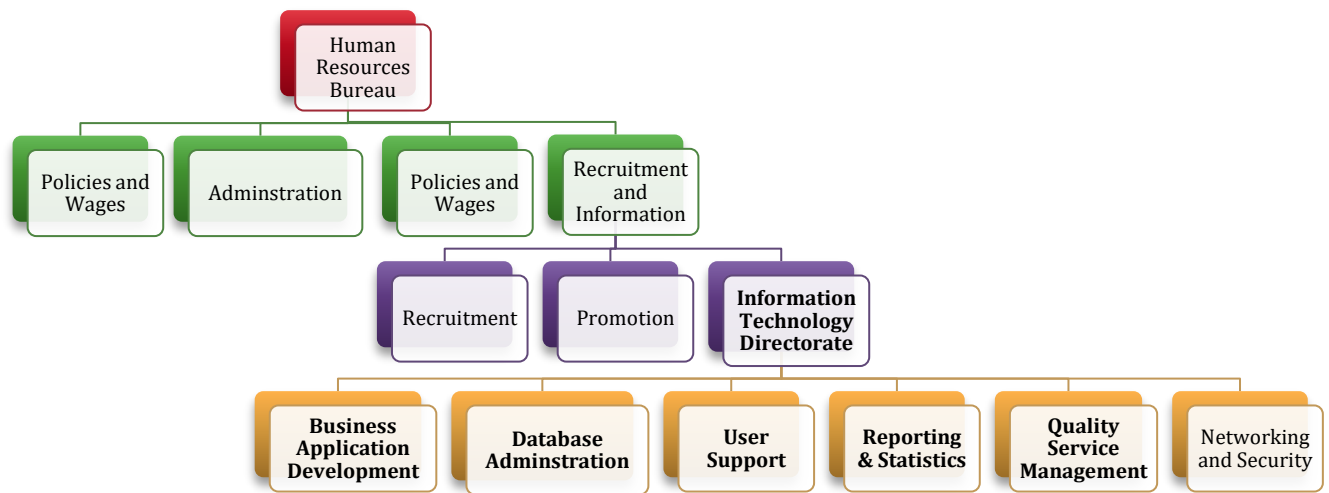 Human
Resources
Bureau
Policies and
Wages
Adminstration
Policies and
Wages
Recruitment
and
Information
Recruitment
Promotion
Information
Technology
Directorate
Business
Application
Development
Database
Adminstration
User
Support
Reporting
& Statistics
Quality
Service
Management
Networking
and Security